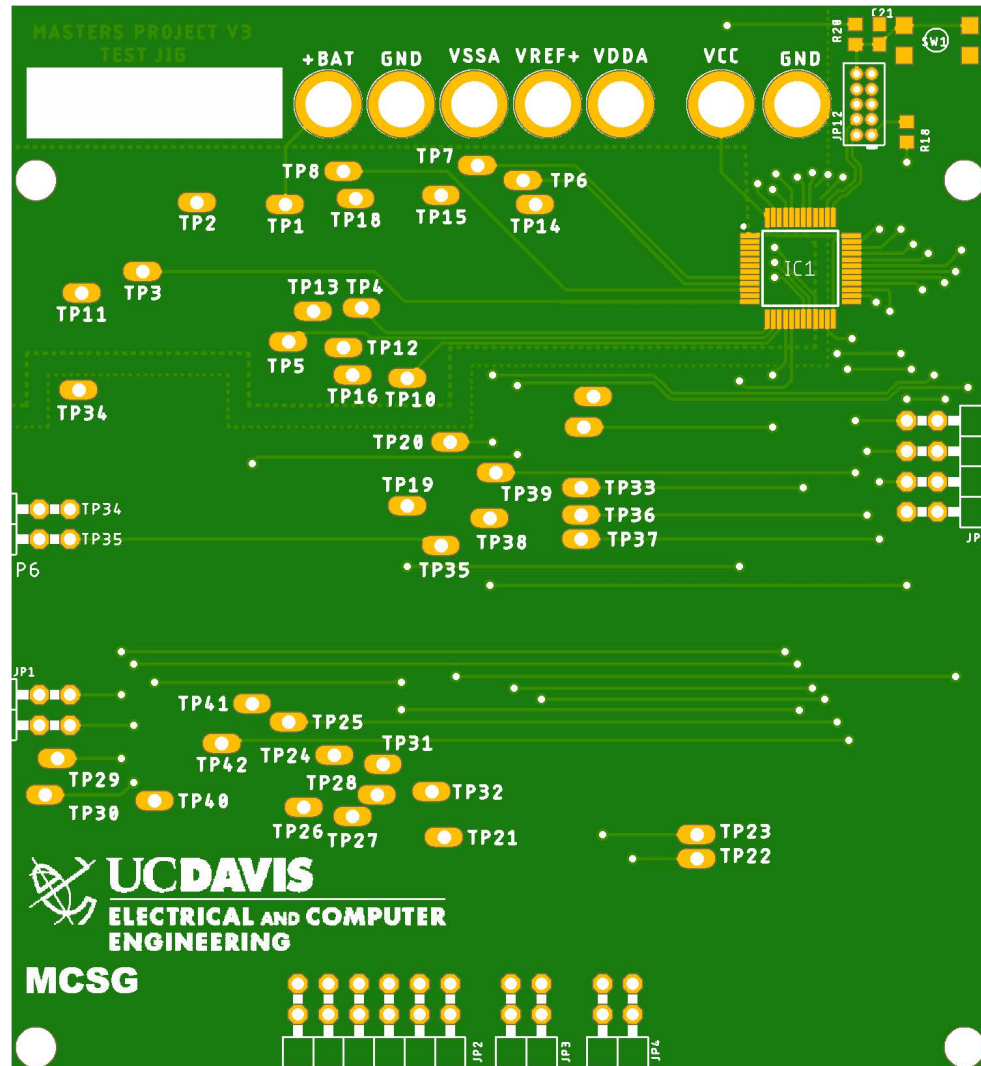 MASTERS PROJECT V3
TEST JIG
+BAT GND VSSA VREF+ VDDA VCC GND
R20
C21
SW1
JP12
R18
TP7
TP8
TP6
TP2
TP1
TP18
TP15
TP14
IC1
TP3
TP11
TP13
TP4
TP5
TP12
TP16
TP10
TP34
TP20
TP39
TP33
TP19
TP34
TP36
TP38
TP37
TP35
TP35
P6
JP
JP1
TP41
TP25
TP42
TP24
TP31
TP29
TP28
TP32
TP30
TP40
TP26
TP27
TP21
TP23
TP22
UCDAVIS
ELECTRICAL AND COMPUTER
ENGINEERING
MCSG
JP2
JP3
JP4